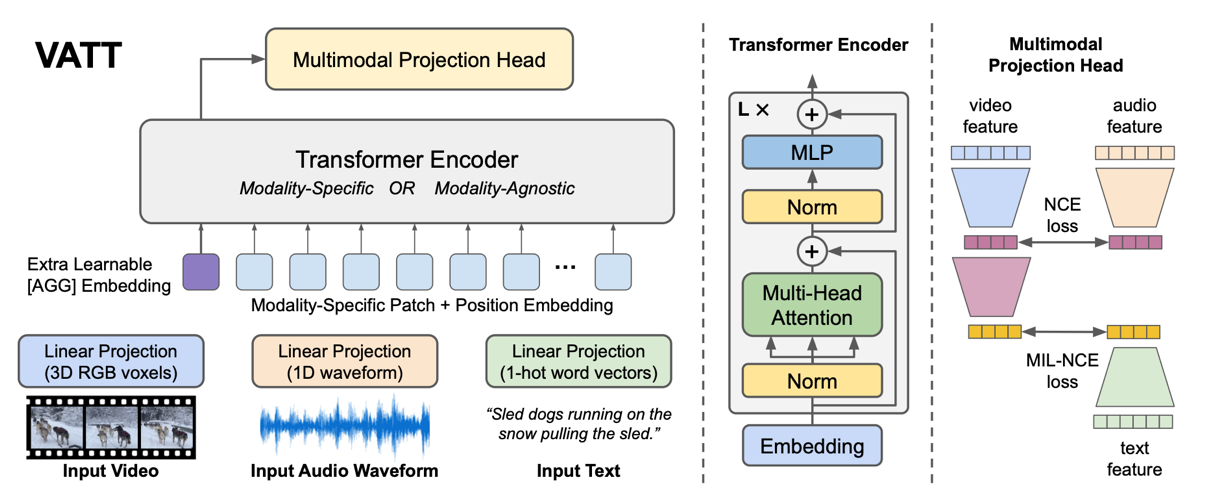 VATT
Multimodal Projection Head
Transformer Encoder
Modality-Specific OR Modality-Agnostic
Extra Learnable
[AGG] Embedding
...
Modality-Specific Patch + Position Embedding
Linear Projection
(3D RGB voxels)
Linear Projection
(1D waveform)
Linear Projection
(1-hot word vectors)
“Sled dogs running on the
snow pulling the sled.”
Input Video
Input Audio Waveform
Input Text
Transformer Encoder
L ×
+
MLP
Norm
+
Multi-Head
Attention
Norm
Embedding
Multimodal
Projection Head
video
feature
audio
feature
NCE
loss
MIL-NCE
loss
text
feature